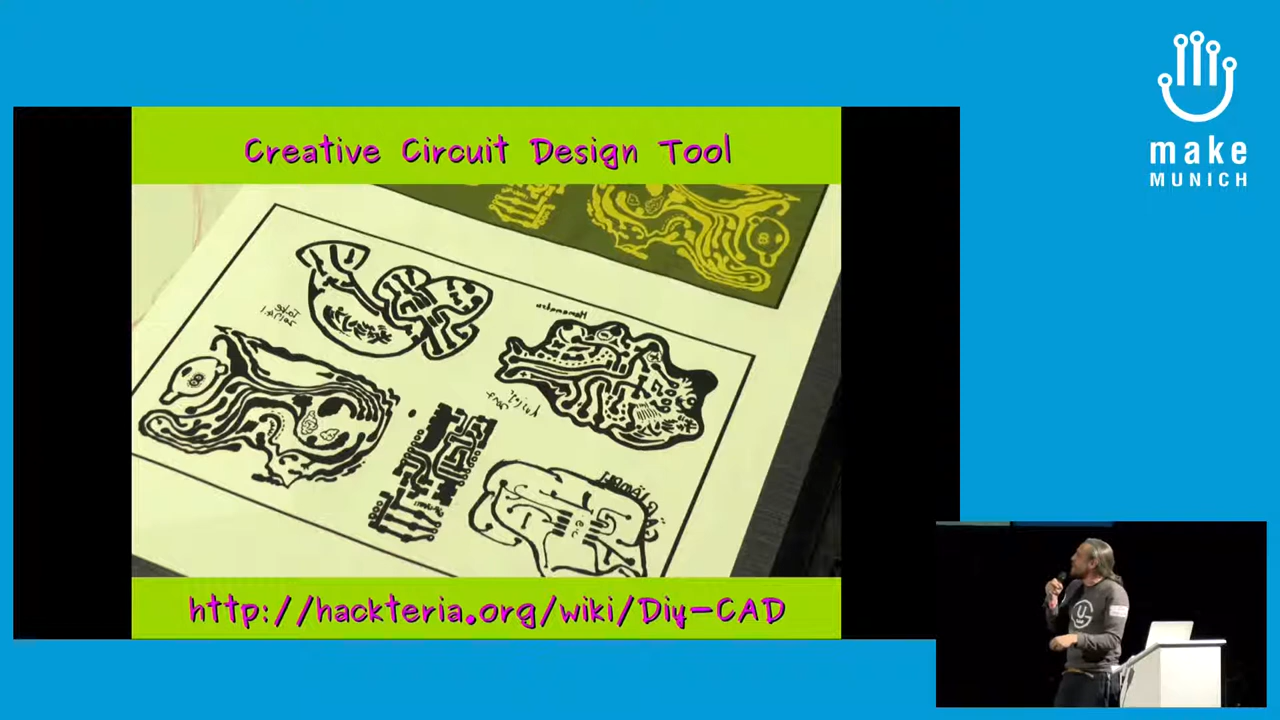 Creative Circuit Design Tool
make
MUNICH
http://hackteria.org/wiki/Diy-CAD